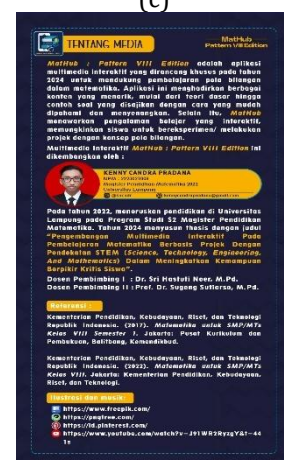 (c)
TENTANG MEDIA
MatHub
Pattern VIII Edition
MatHub : Pattern VIII Edition adalah aplikasi
multimedia interaktif yang dirancang khusus pada tahun
2024 untuk mendukung pembelajaran pola bilangan
dalam matematika. Aplikasi ini menghadirkan berbagai
konten yang menarik, mulai dari teori dasar hingga
contoh soal yang disajikan dengan cara yang mudah
dipahami dan menyenangkan. Selain itu, MatHub
menawarkan pengalaman belajar yang interaktif,
memungkinkan siswa untuk bereksperimen/ melakukan
projek dengan konsep pola bilangan.
Multimedia Interaktif MatHub : Pattern VIII Edition ini
dikembangkan oleh :
KENNY CANDRA PRADANA
Magister Pendidikan Matematika 2022
Universitas Lampung
Pada tahun 2022, meneruskan pendidikan di Universitas
Lampung pada Program Studi S2 Magister Pendidikan
Matematika. Tahun 2024 menyusun thesis dengan judul
"Pengembangan Multimedia Interaktif Pada
Pembelajaran Matematika Berbasis Projek Dengan
Pendekatan STEM (Science, Technology, Engineering,
And Mathematics) Dalam Meningkatkan Kemampuan
Berpikir Kritis Siswa".
Dosen Pembimbing I : Dr. Sri Hastuti Noer, M.Pd.
Dosen Pembimbing II : Prof. Dr. Sugeng Sutiarso, M.Pd.
Referensi :
Kementerian Pendidikan, Kebudayaan, Riset, dan Teknologi
Republik Indonesia. (2017). Matematika untuk SMP/MTs
Kelas VIII Semester 1. Jakarta: Pusat Kurikulum dan
Perbukuan, Balitbang, Kemendikbud.
Kementerian Pendidikan, Kebudayaan, Riset, dan Teknologi
Republik Indonesia. (2022). Matematika untuk SMP/MTs
Kelas VIII. Jakarta: Kementerian Pendidikan, Kebudayaan,
Riset, dan Teknologi.
Ilustrasi dan musik:
https://www.freepik.com/
https://pngtree.com/
https://id.pinterest.com/